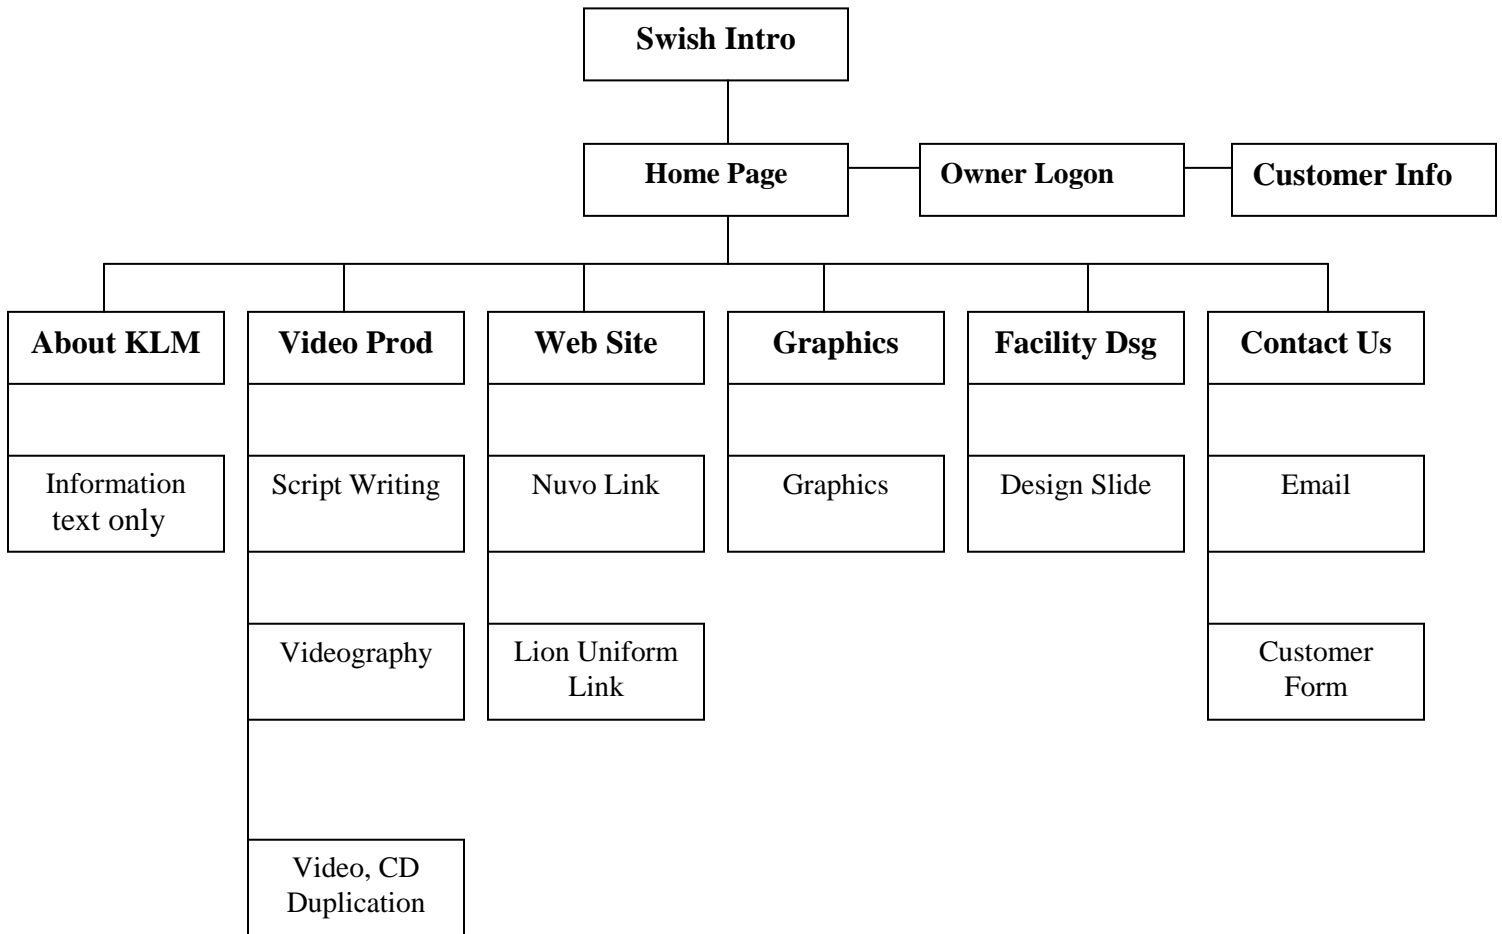 Swish Intro
Home Page
Owner Logon
Customer Info
About KLM
Video Prod
Web Site
Graphics
Facility Dsg
Contact Us
Information
text only
Script Writing
Nuvo Link
Graphics
Design Slide
Email
Videography
Lion Uniform
Link
Customer
Form
Video, CD
Duplication